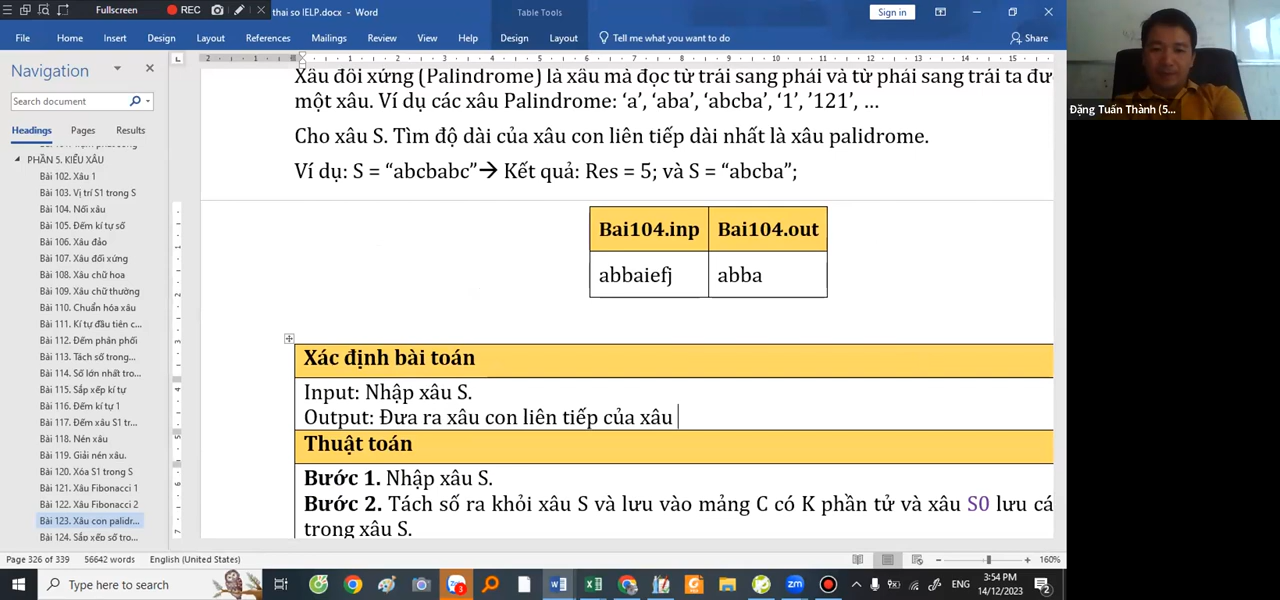 Fullscreen
REC
thai so IELP.docx - Word
Table Tools
Sign in
File
Home
Insert
Design
Layout
References
Mailings
Review
View
Help
Design
Layout
Tell me what you want to do
Share
Navigation
Search document
Headings
Pages
Results
PHẦN 5. KIỂU XÂU
Bài 102. Xâu 1
Bài 103. Vị trí S1 trong S
Bài 104. Nối xâu
Bài 105. Đếm kí tự số
Bài 106. Xâu đảo
Bài 107. Xâu đối xứng
Bài 108. Xâu chữ hoa
Bài 109. Xâu chữ thường
Bài 110. Chuẩn hóa xâu
Bài 111. Kí tự đầu tiên c...
Bài 112. Đếm phân phối
Bài 113. Tách số trong...
Bài 114. Số lớn nhất tro...
Bài 115. Sắp xếp kí tự
Bài 116. Đếm kí tự 1
Bài 117. Đếm xâu S1 tr...
Bài 118. Nén xâu
Bài 119. Giải nén xâu.
Bài 120. Xóa S1 trong S
Bài 121. Xâu Fibonacci 1
Bài 122. Xâu Fibonacci 2
Bài 123. Xâu con palidr...
Bài 124. Sắp xếp số tro...
Xâu đối xứng (Palindrome) là xâu mà đọc từ trái sang phải và từ phải sang trái ta đư
một xâu. Ví dụ các xâu Palindrome: ‘a’, ‘aba’, ‘abcba’, ‘1’, ’121’, …
Cho xâu S. Tìm độ dài của xâu con liên tiếp dài nhất là xâu palidrome.
Ví dụ: S = “abcbabc”→ Kết quả: Res = 5; và S = “abcba”;
Bai104.inp Bai104.out
abbaiefj abba
Xác định bài toán
Input: Nhập xâu S.
Output: Đưa ra xâu con liên tiếp của xâu
Thuật toán
Bước 1. Nhập xâu S.
Bước 2. Tách số ra khỏi xâu S và lưu vào mảng C có K phần tử và xâu S0 lưu cá
trong xâu S.
Đặng Tuấn Thành (5...
Page 326 of 339
56642 words
English (United States)
160%
Type here to search
ENG
3:54 PM
14/12/2023